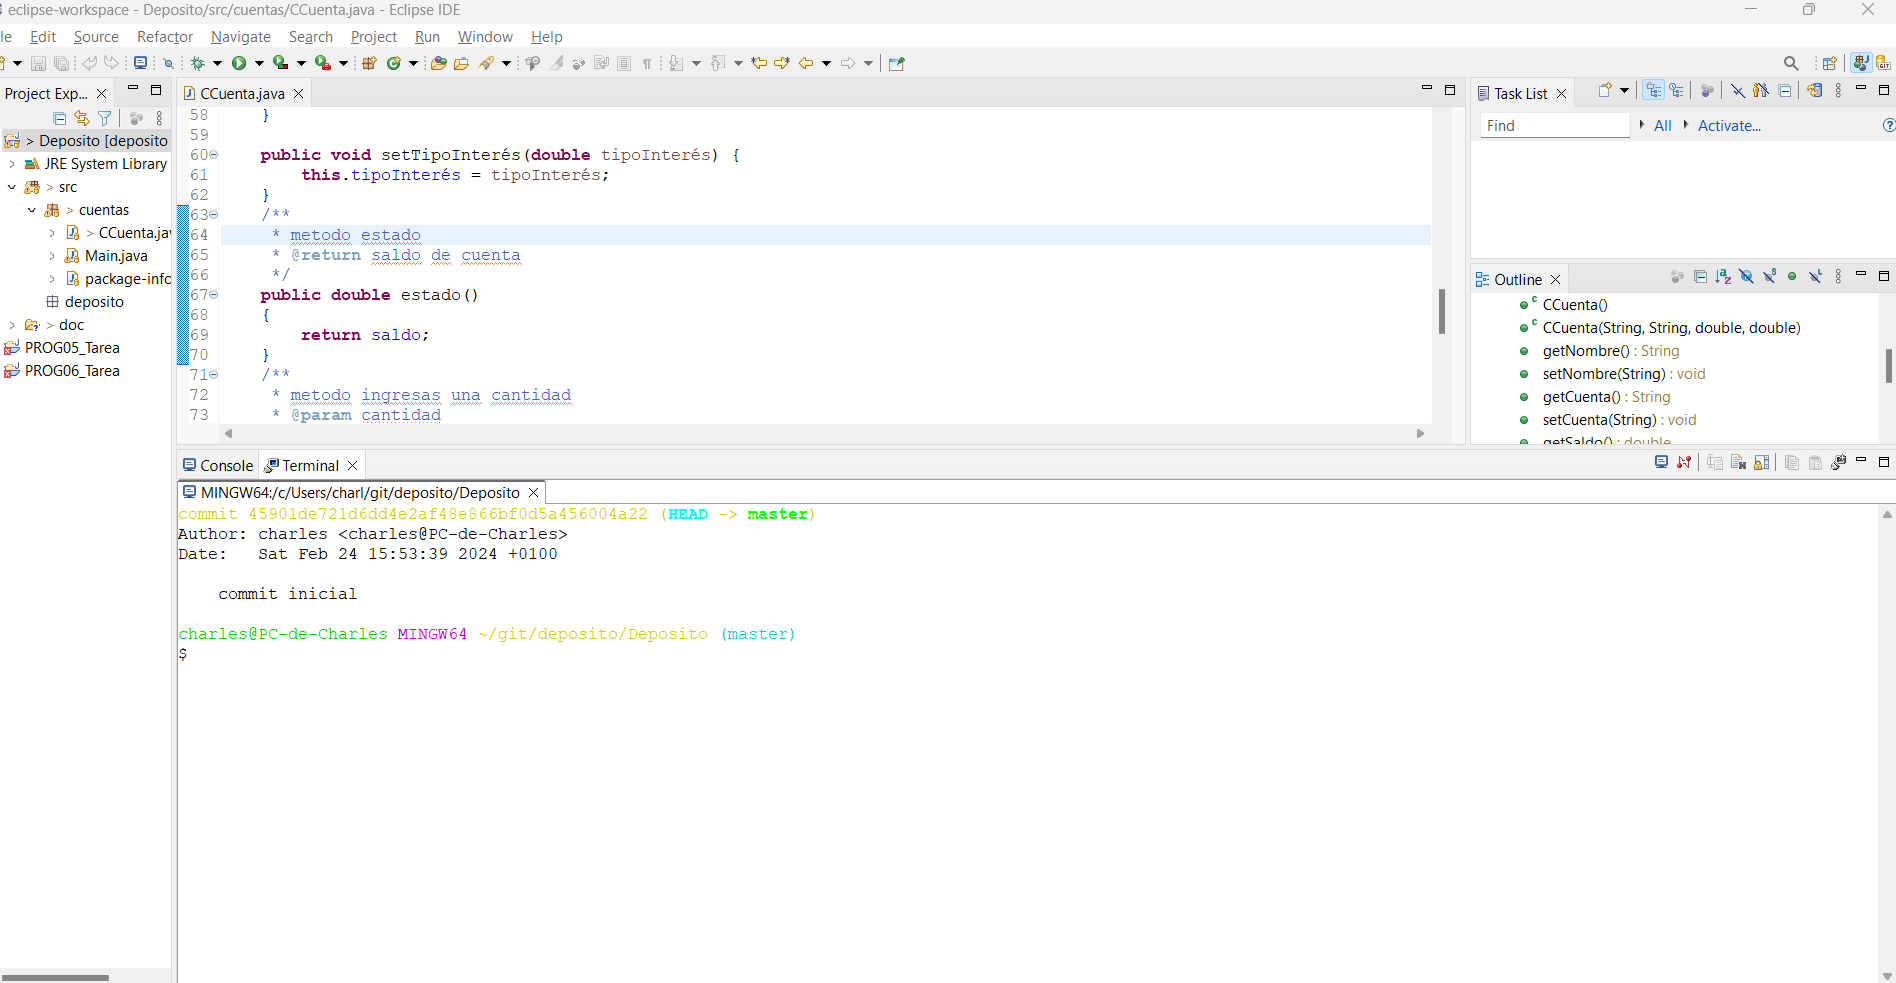 eclipse-workspace - Deposito/src/cuentas/CCuenta.java - Eclipse IDE
le Edit Source Refactor Navigate Search Project Run Window Help
Project Exp...
> Deposito [deposito
JRE System Library
> src
> cuentas
> CCuenta.jav
Main.java
package-info
deposito
> doc
PROG05_Tarea
PROG06_Tarea
CCuenta.java
58 }
59
60 public void setTipoInterés(double tipoInterés) {
61 this.tipoInterés = tipoInterés;
62 }
63 /**
64 * metodo estado
65 * @return saldo de cuenta
66 */
67 public double estado()
68 {
69 return saldo;
70 }
71 /**
72 * metodo ingresas una cantidad
73 * @param cantidad
Task List
Find
All
Activate...
Outline
CCuenta()
CCuenta(String, String, double, double)
getNombre() : String
setNombre(String) : void
getCuenta() : String
setCuenta(String) : void
getSaldo() : double
Console Terminal
MINGW64:/c/Users/charl/git/deposito/Deposito
commit 45901de721d6dd4e2af48e866bf0d5a456004a22 (HEAD -> master)
Author: charles <charles@PC-de-Charles>
Date: Sat Feb 24 15:53:39 2024 +0100
commit inicial
charles@PC-de-Charles MINGW64 ~/git/deposito/Deposito (master)
$